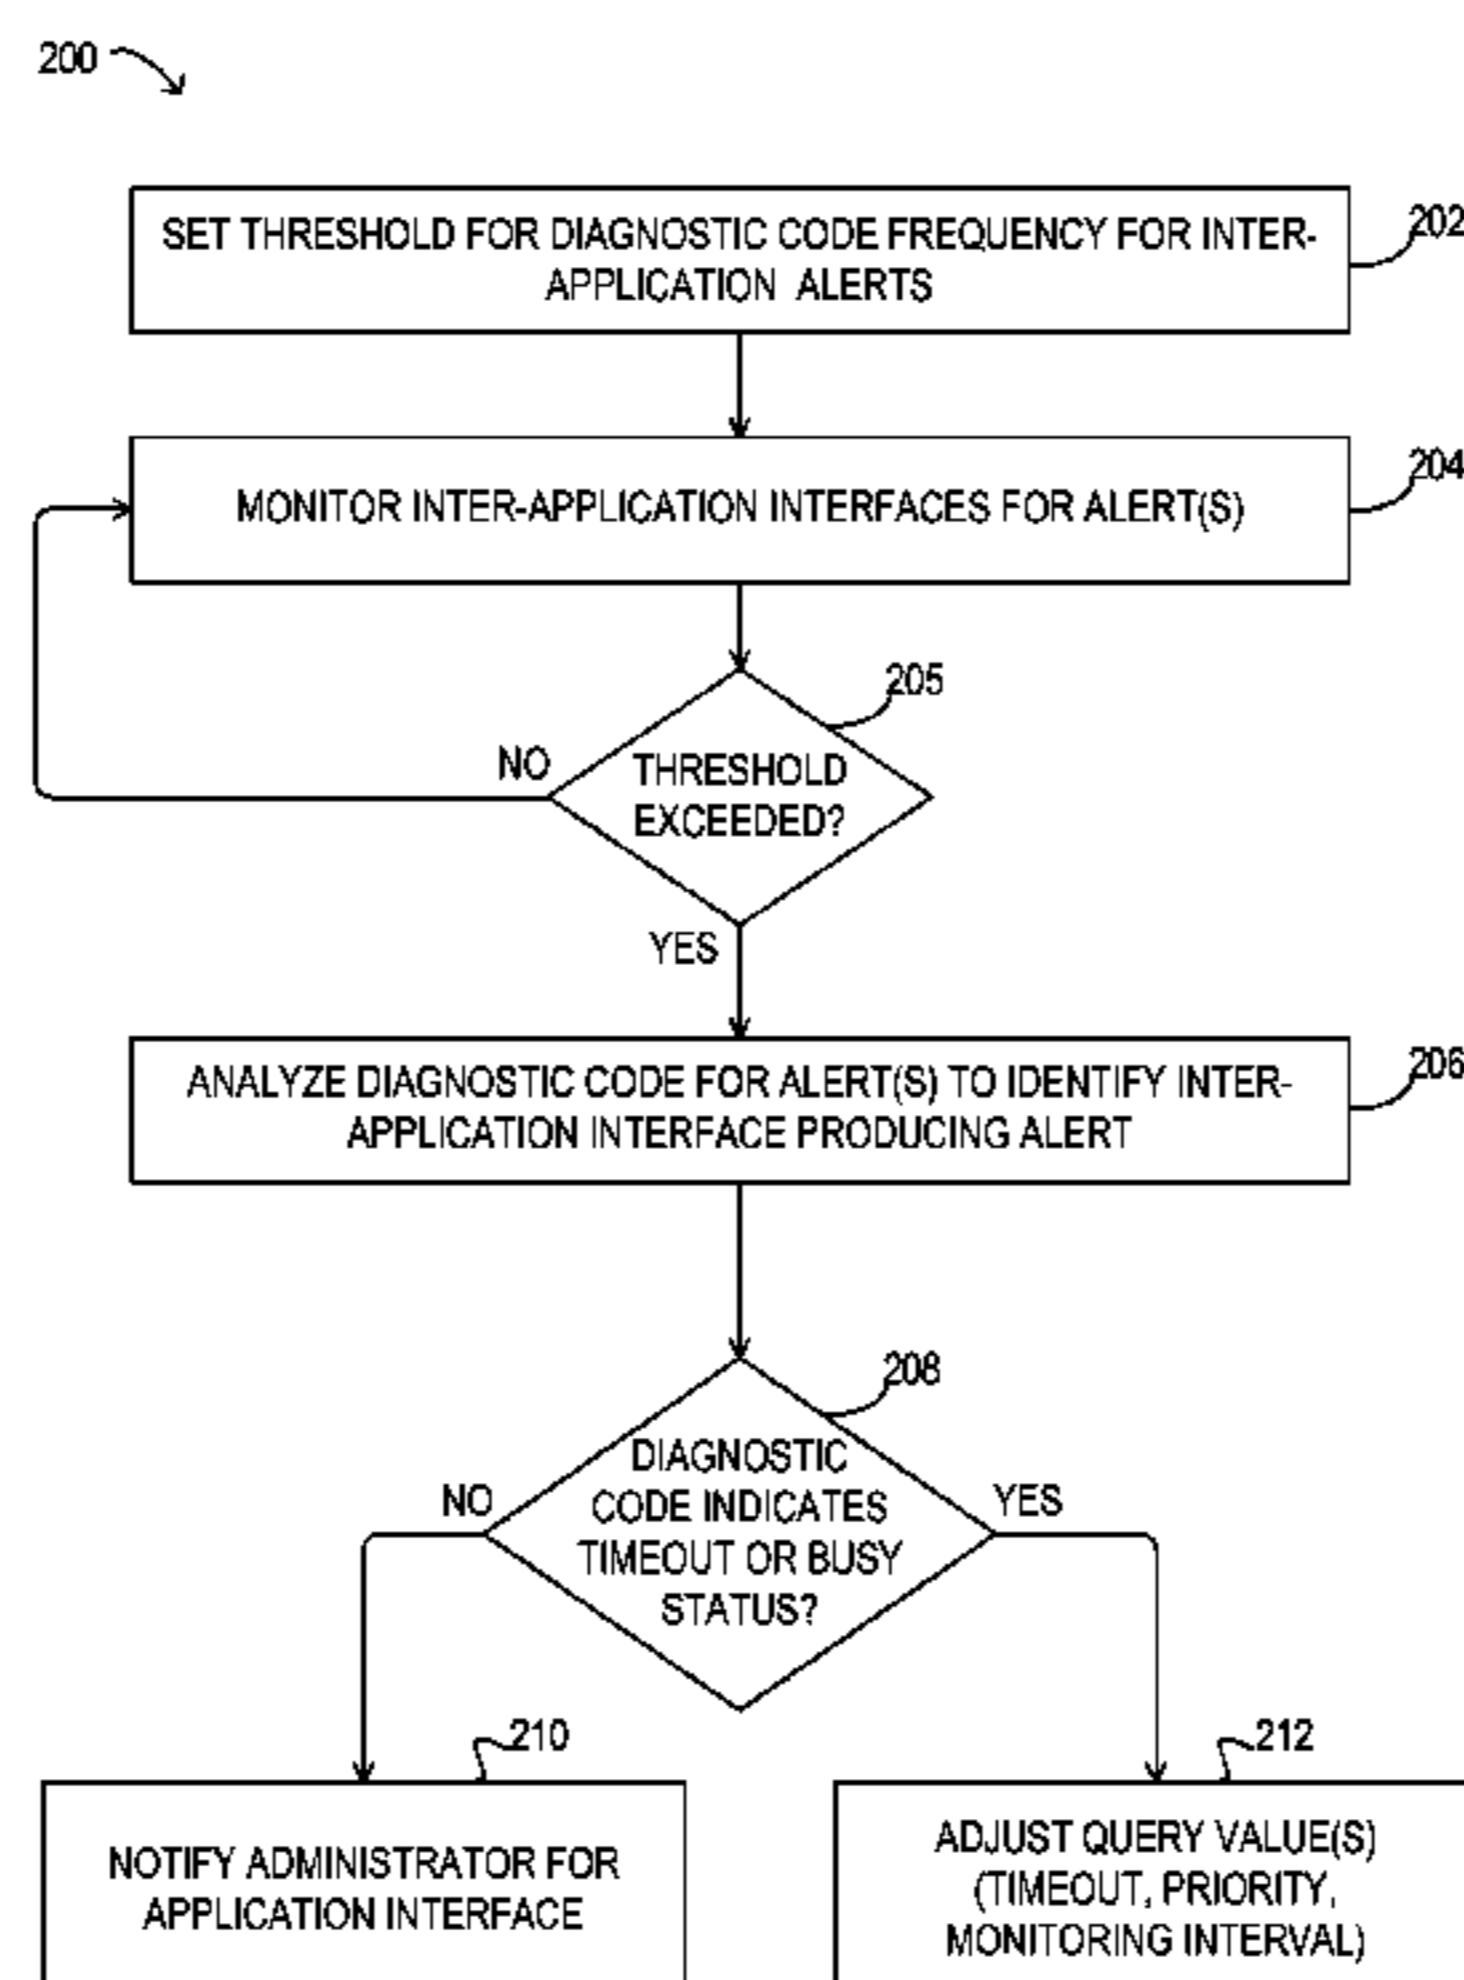 200
SET THRESHOLD FOR DIAGNOSTIC CODE FREQUENCY FOR INTER-
APPLICATION ALERTS
202
MONITOR INTER-APPLICATION INTERFACES FOR ALERT(S)
204
205
NO
THRESHOLD
EXCEEDED?
YES
ANALYZE DIAGNOSTIC CODE FOR ALERT(S) TO IDENTIFY INTER-
APPLICATION INTERFACE PRODUCING ALERT
206
208
NO
DIAGNOSTIC
CODE INDICATES
TIMEOUT OR BUSY
STATUS?
YES
210
NOTIFY ADMINISTRATOR FOR
APPLICATION INTERFACE
212
ADJUST QUERY VALUE(S)
(TIMEOUT, PRIORITY,
MONITORING INTERVAL)